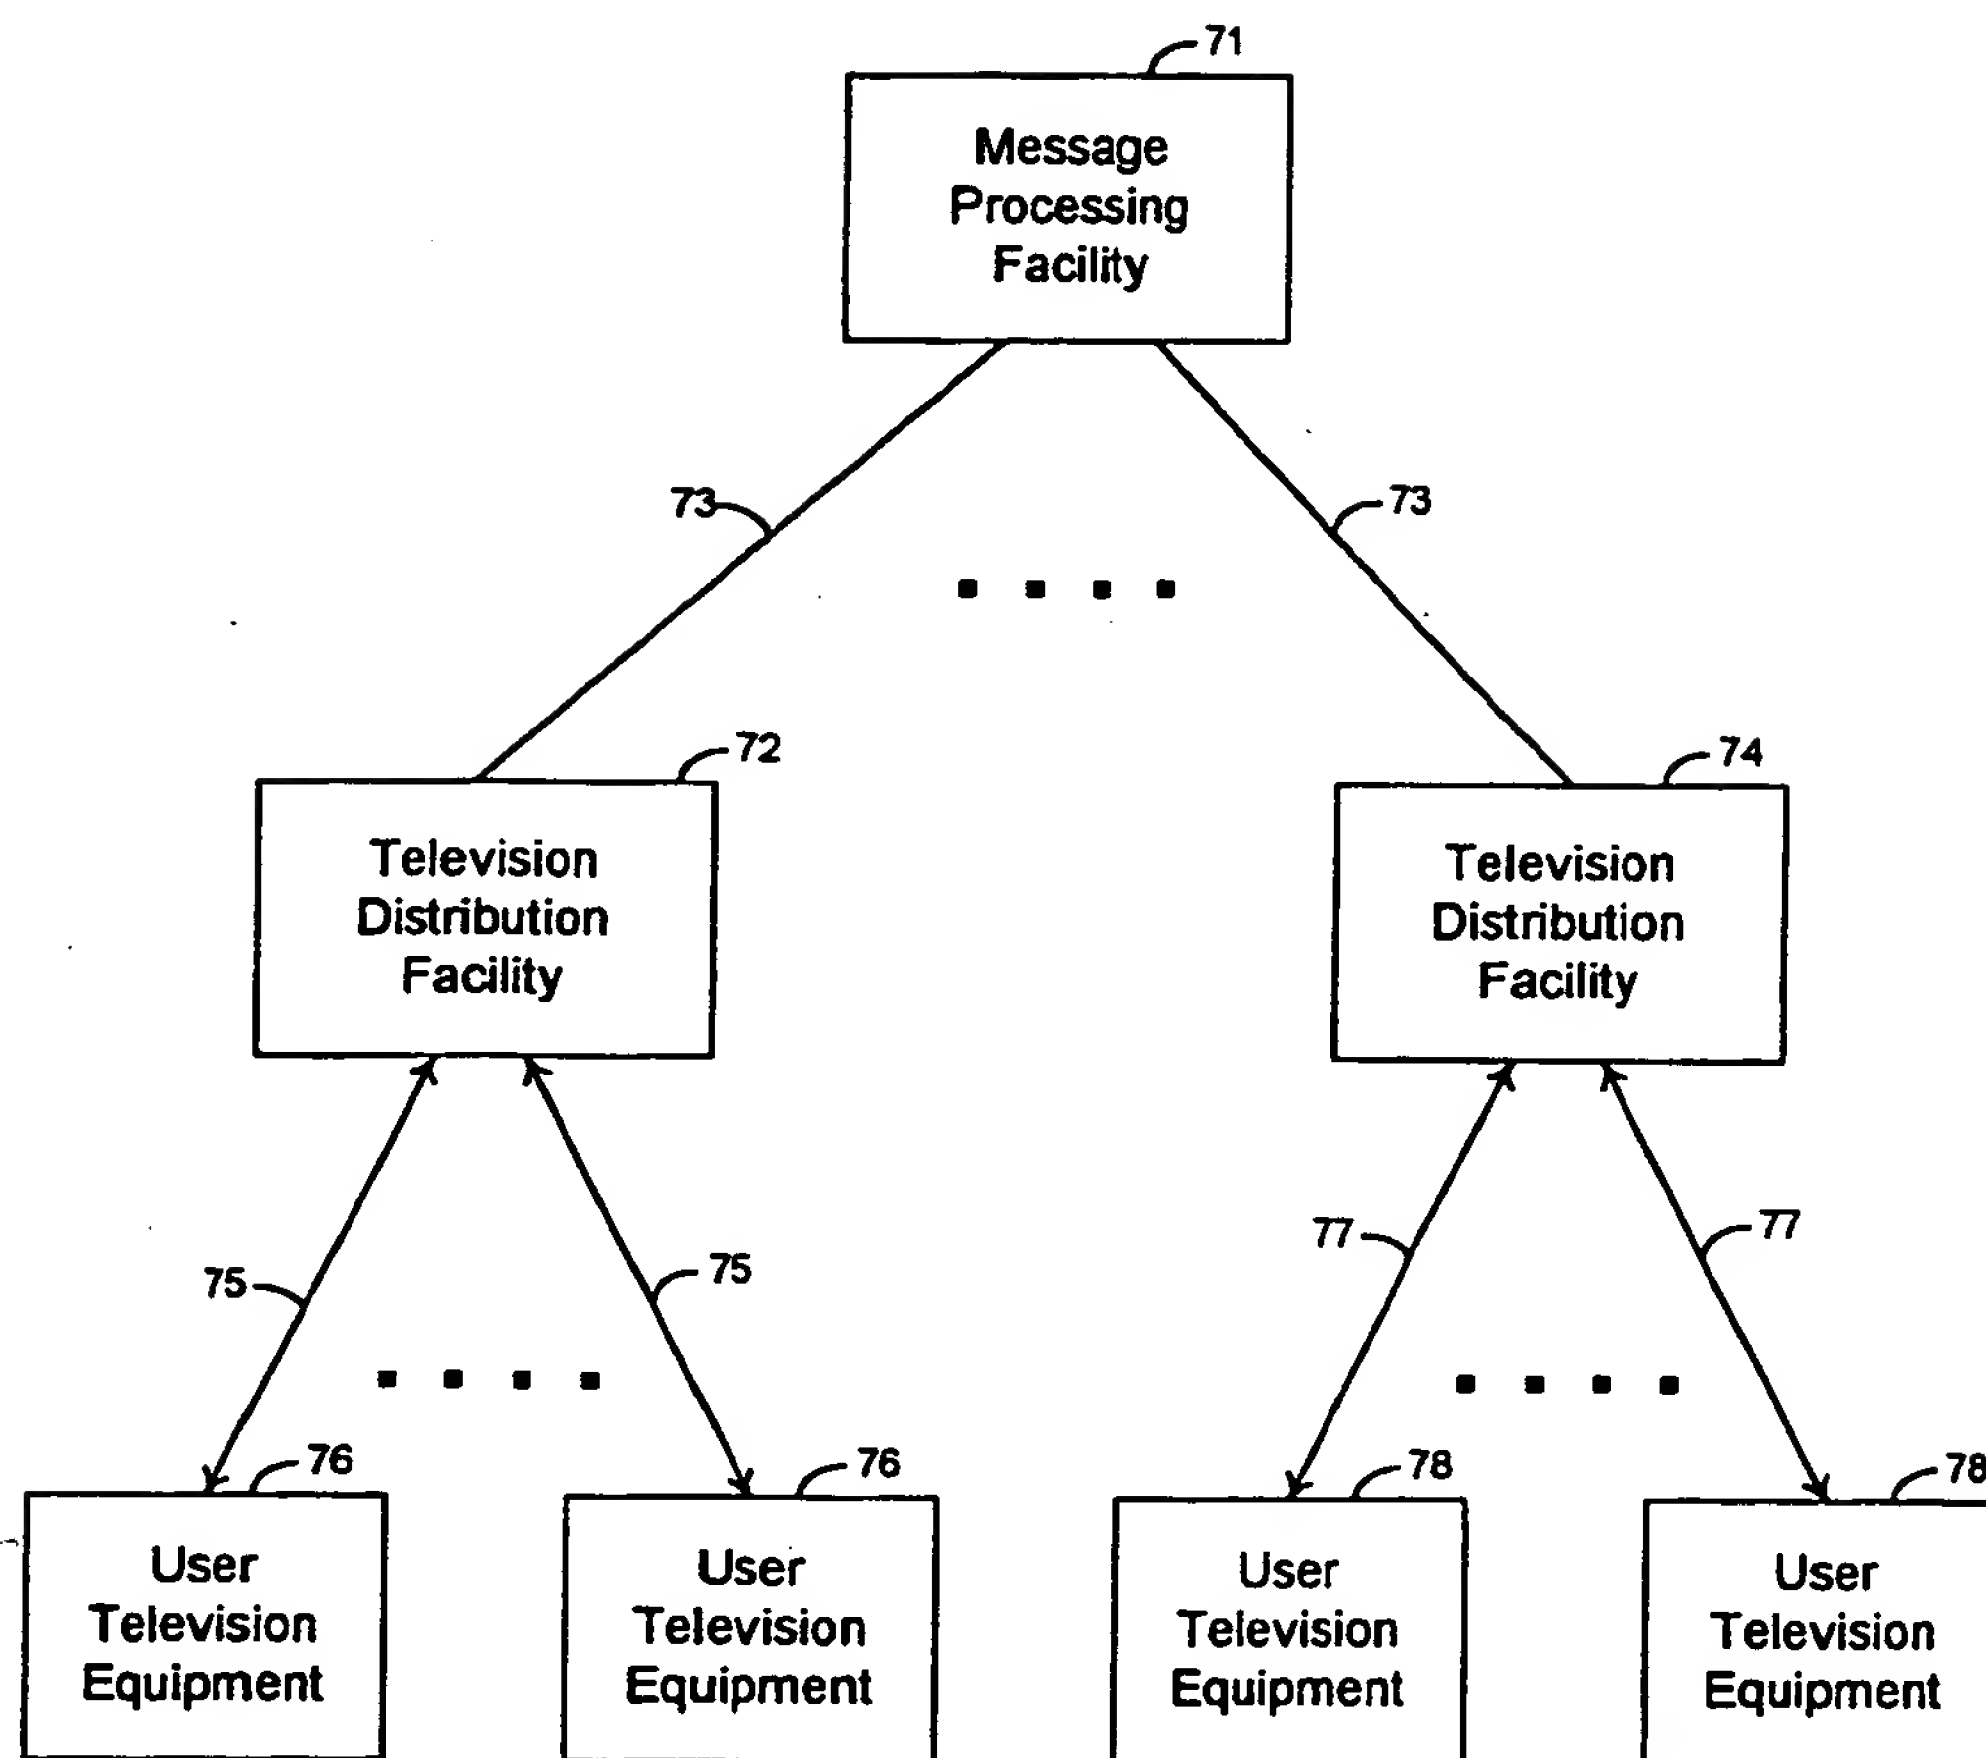 71
Message
Processing
Facility
73
73
72
74
Television
Distribution
Facility
Television
Distribution
Facility
75
75
77
77
76
76
78
78
User
Television
Equipment
User
Television
Equipment
User
Television
Equipment
User
Television
Equipment